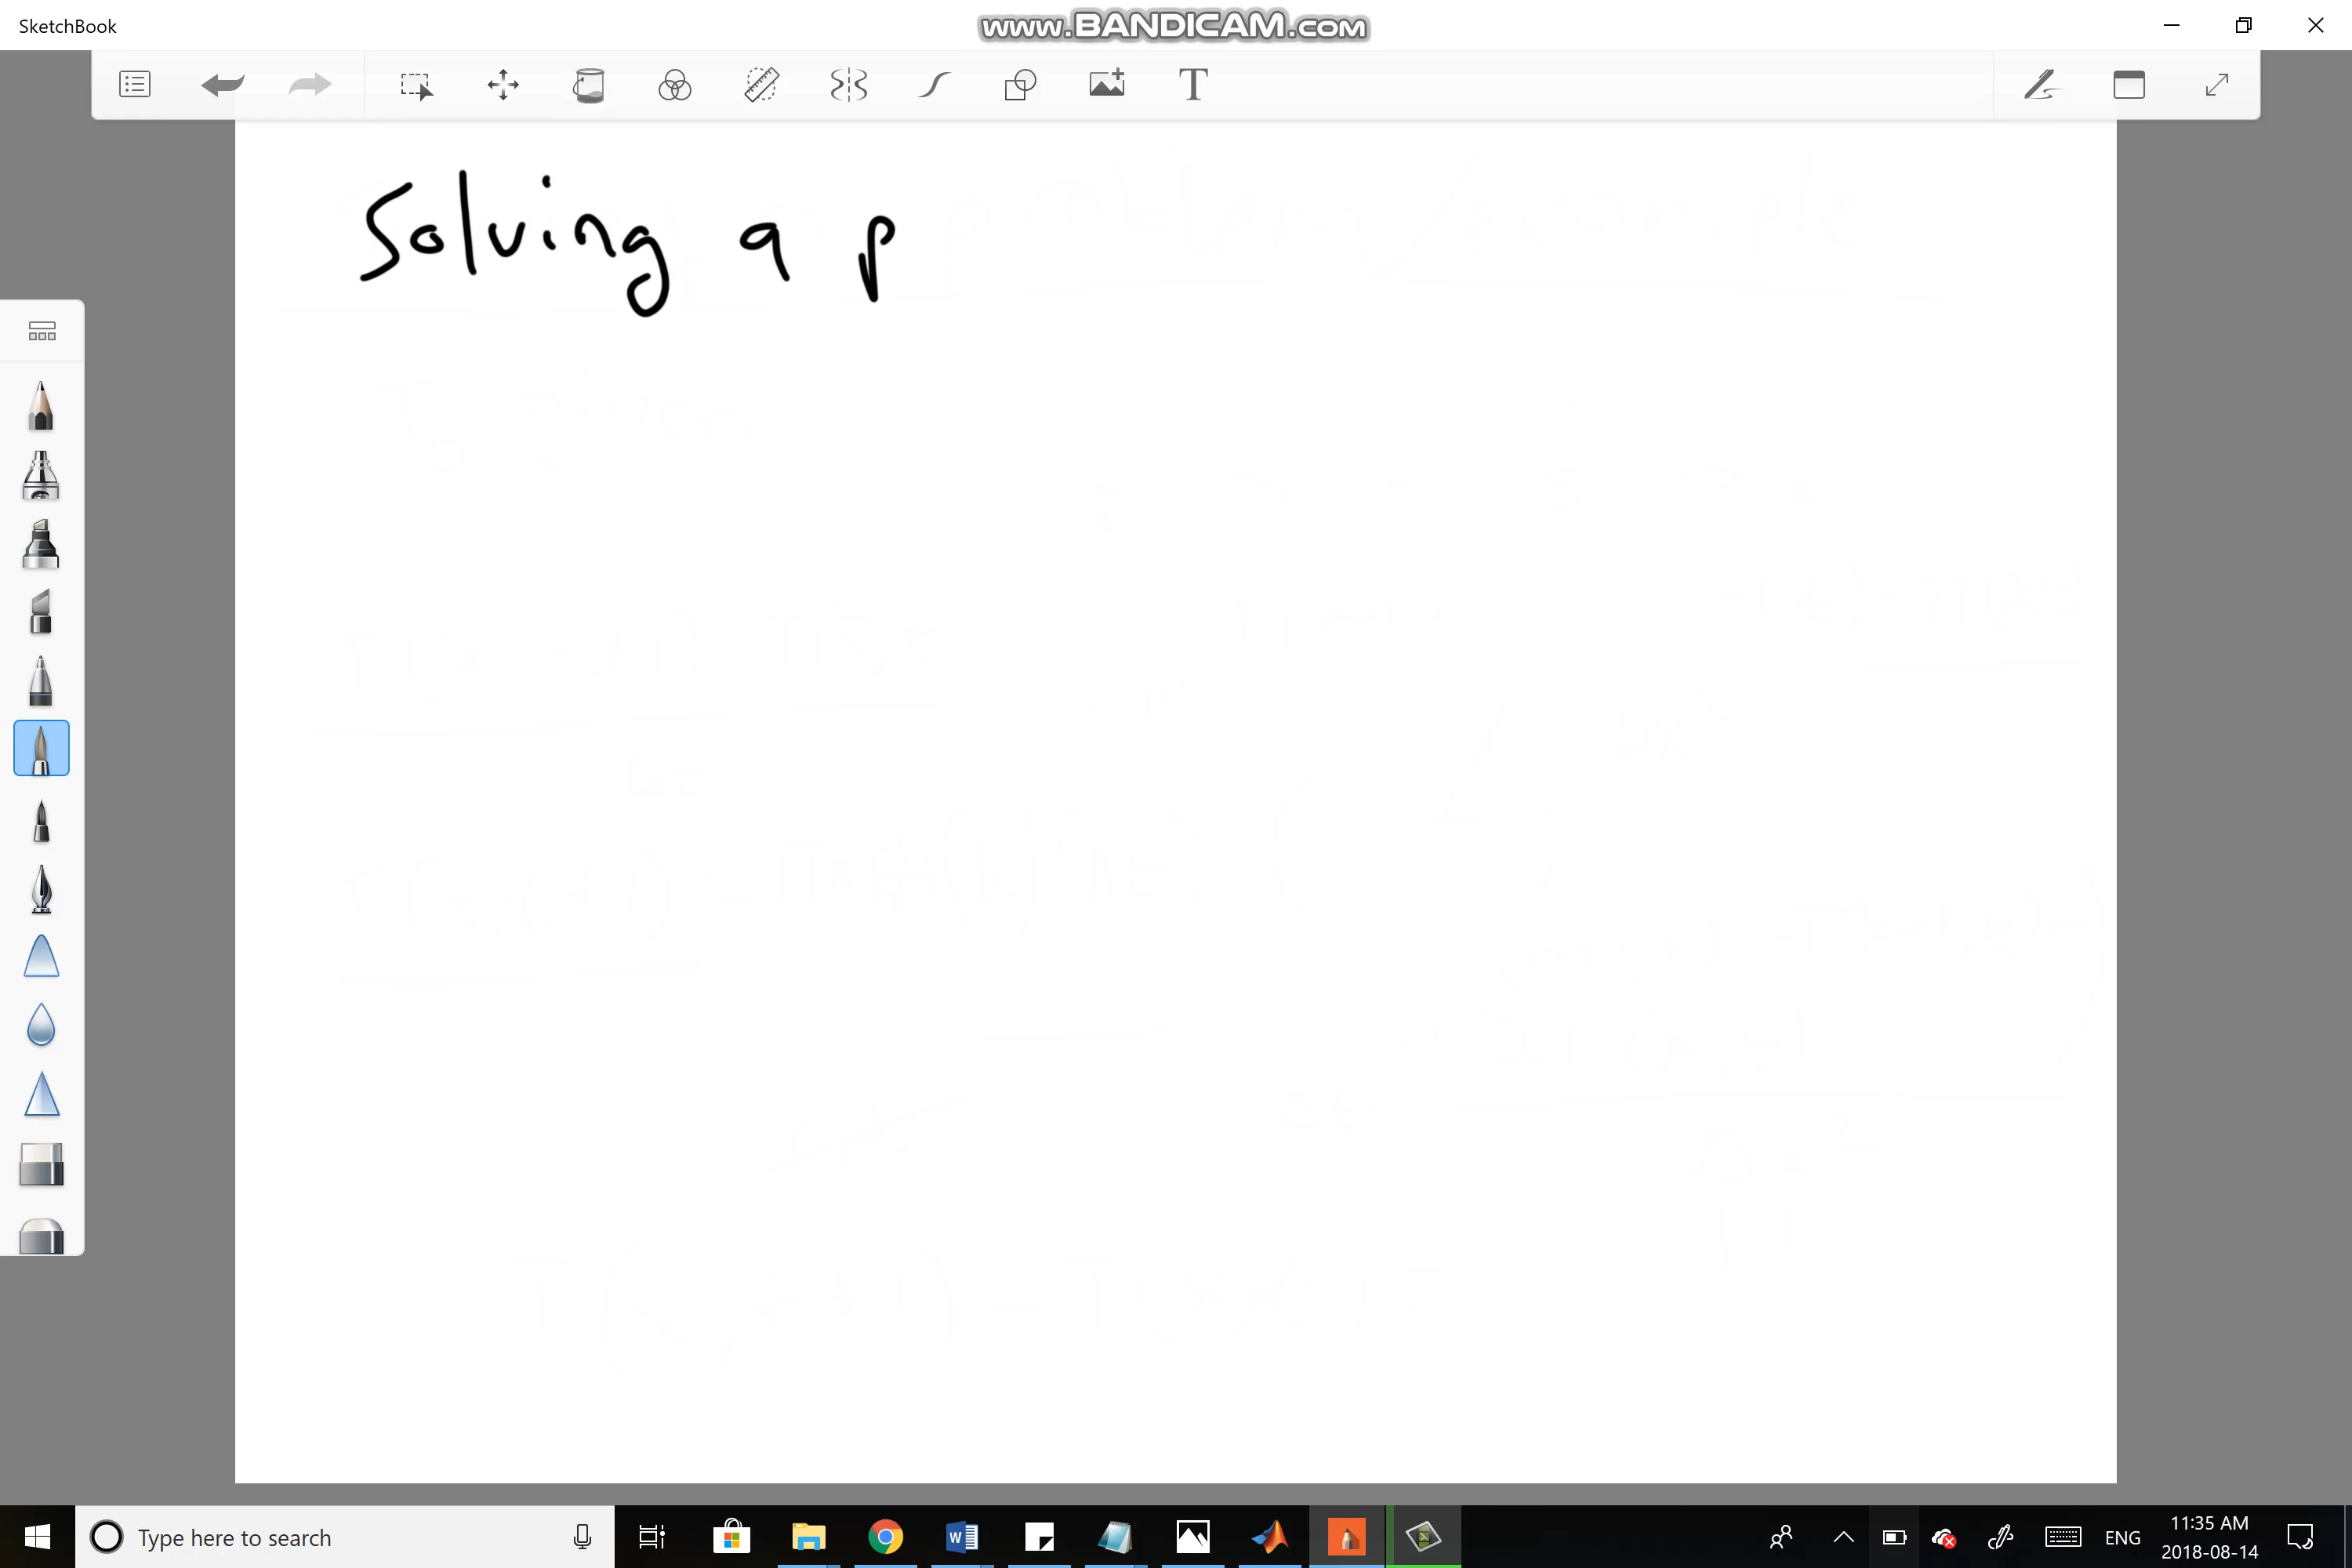 SketchBook
www.BANDICAM.com
T
Solving a p
Type here to search
ENG
11:35 AM
2018-08-14